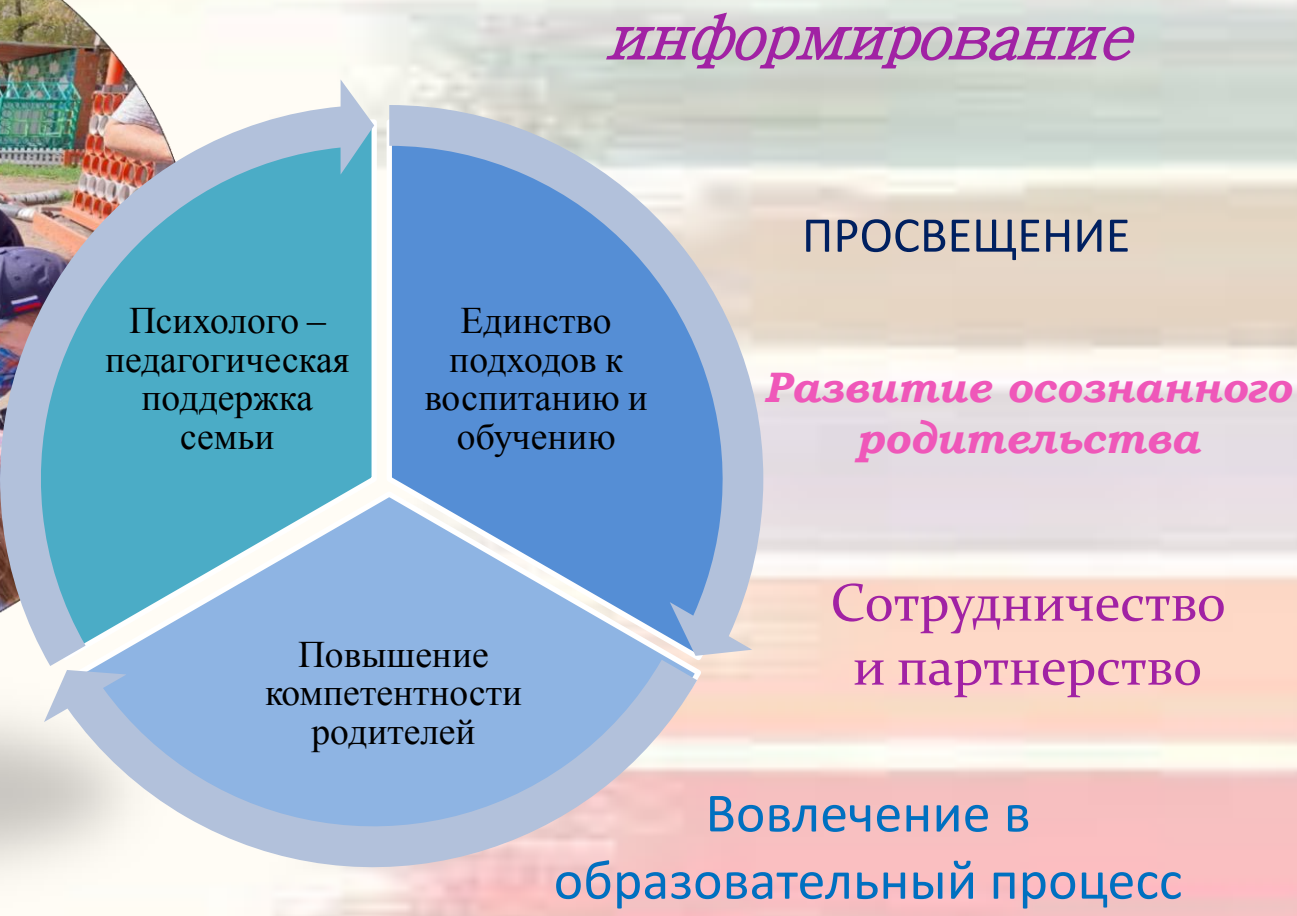 информирование
ПРОСВЕЩЕНИЕ
Развитие осознанного
родительства
Сотрудничество
и партнерство
Вовлечение в
образовательный процесс
Психолого –
педагогическая
поддержка
семьи
Единство
подходов к
воспитанию и
обучению
Повышение
компетентности
родителей